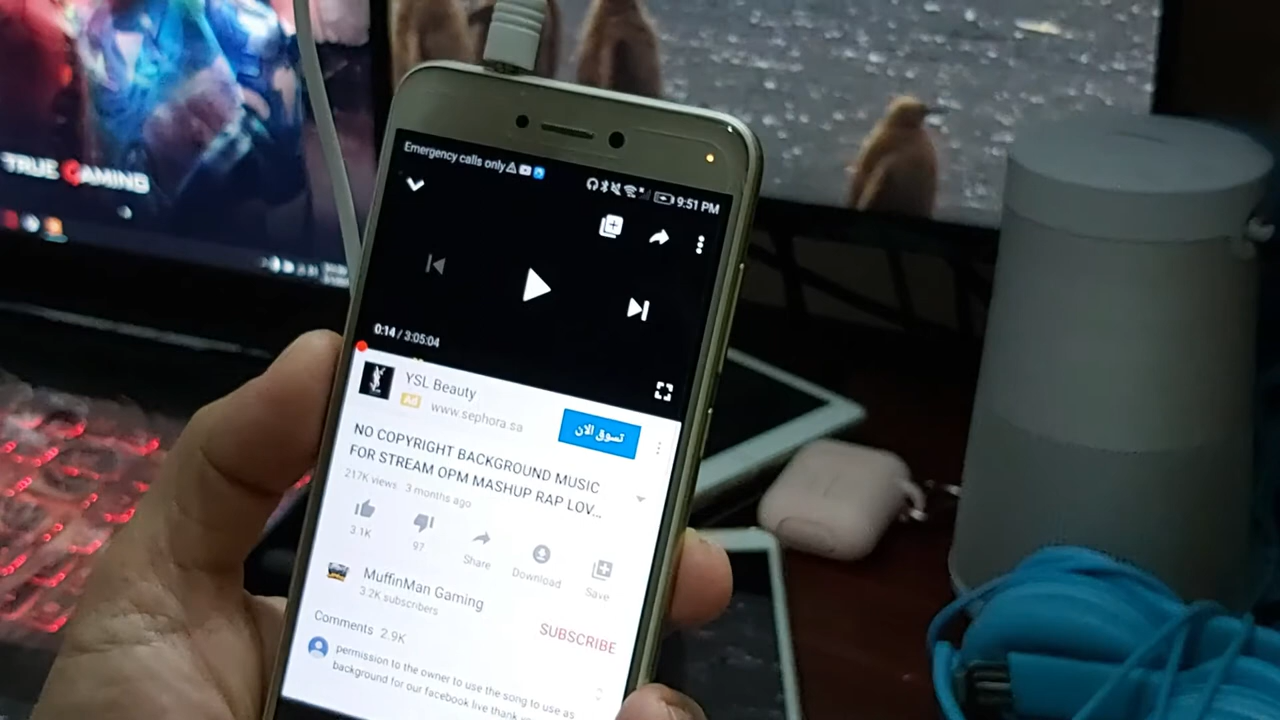 TRUE GAMING
Emergency calls only
9:51 PM
0:14 / 3:05:04
YSL Beauty
Ad www.sephora.sa
تسوق الآن
NO COPYRIGHT BACKGROUND MUSIC
FOR STREAM OPM MASHUP RAP LOV...
217K views 3 months ago
3.1K
97
Share
Download
Save
MuffinMan Gaming
3.2K subscribers
SUBSCRIBE
Comments 2.9K
permission to the owner to use the song to use as
background for our facebook live thank